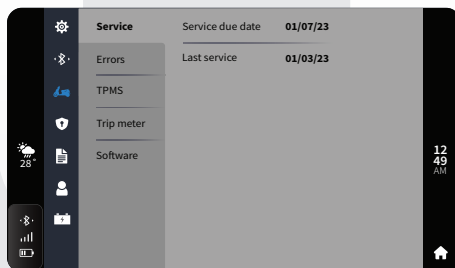 Service
Errors
TPMS
Trip meter
Software
Service due date 01/07/23
Last service 01/03/23
28°
12
49
AM